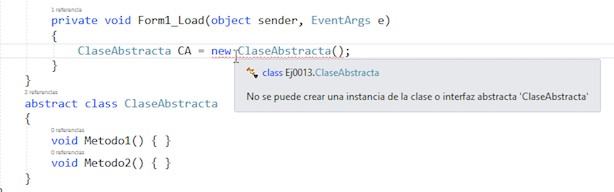 1 referencia
private void Form1_Load(object sender, EventArgs e)
{
ClaseAbstracta CA = new ClaseAbstracta();
}
}
class Ej0013.ClaseAbstracta
No se puede crear una instancia de la clase o interfaz abstracta 'ClaseAbstracta'
2 referencias
abstract class ClaseAbstracta
{
0 referencias
void Metodo1() { }
0 referencias
void Metodo2() { }
}